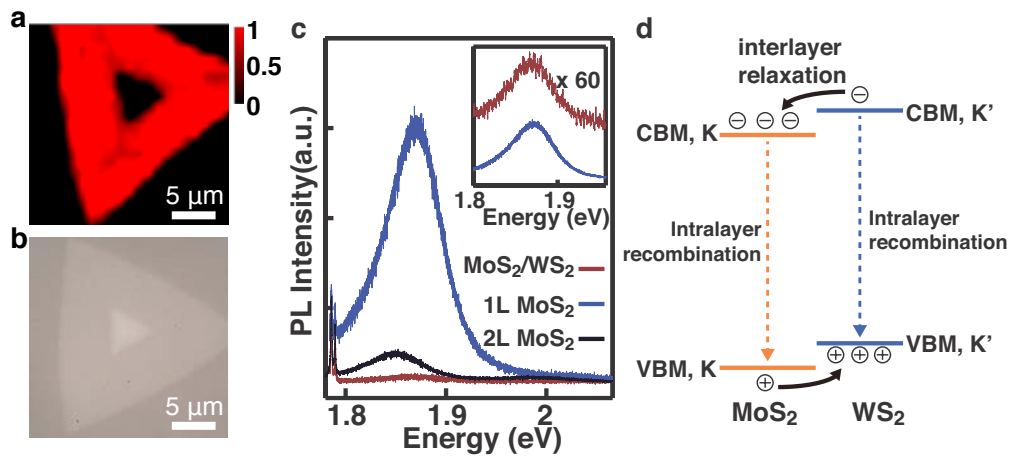 a
1
0.5
0
5 μm
b
5 μm
c
PL Intensity(a.u.)
x 60
1.8
1.9
Energy (eV)
MoS₂/WS₂
1L MoS₂
2L MoS₂
1.8
1.9
2
Energy (eV)
d
interlayer
relaxation
CBM, K
CBM, K’
Intralayer
recombination
Intralayer
recombination
VBM, K
VBM, K’
MoS₂
WS₂